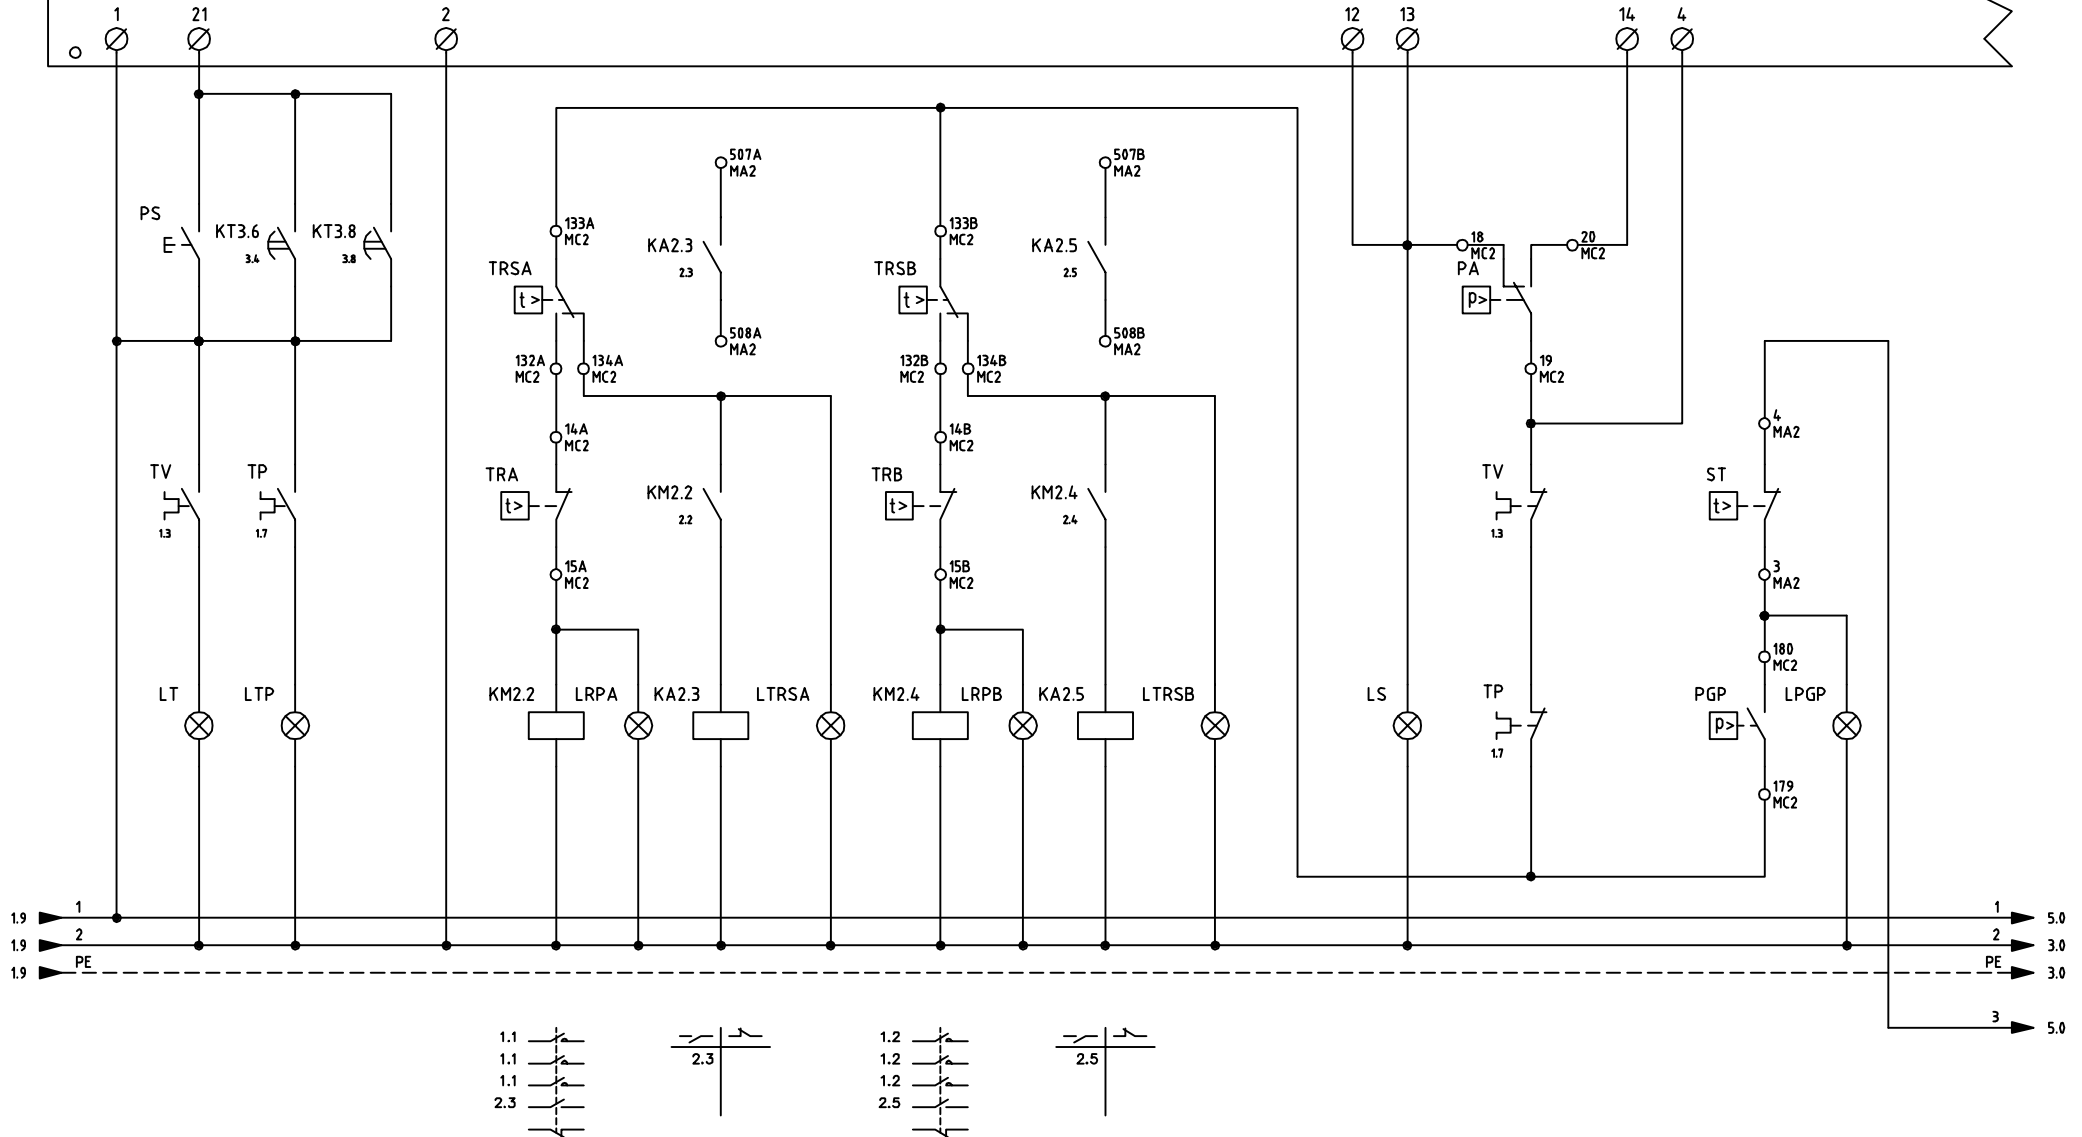 1 21 2 12 13 14 4
507A
MA2
507B
MA2
PS
KT3.6
3.4
KT3.8
3.8
133A
MC2
KA2.3
2.3
133B
MC2
KA2.5
2.5
18
MC2
20
MC2
TRSA
t>
TRSB
t>
PA
p>
508A
MA2
508B
MA2
132A
MC2
134A
MC2
132B
MC2
134B
MC2
19
MC2
14A
MC2
14B
MC2
4
MA2
TV
1.3
TP
1.7
TRA
t>
KM2.2
2.2
TRB
t>
KM2.4
2.4
TV
1.3
ST
t>
15A
MC2
15B
MC2
3
MA2
180
MC2
LT LTP KM2.2 LRPA KA2.3 LTRSA KM2.4 LRPB KA2.5 LTRSB LS TP PGP LPGP
p>
1.7
179
MC2
1.9 1 1 5.0
1.9 2 2 3.0
1.9 PE PE 3.0
3 5.0
1.1 1.2
1.1 2.3 1.2 2.5
1.1 1.2
2.3 2.5